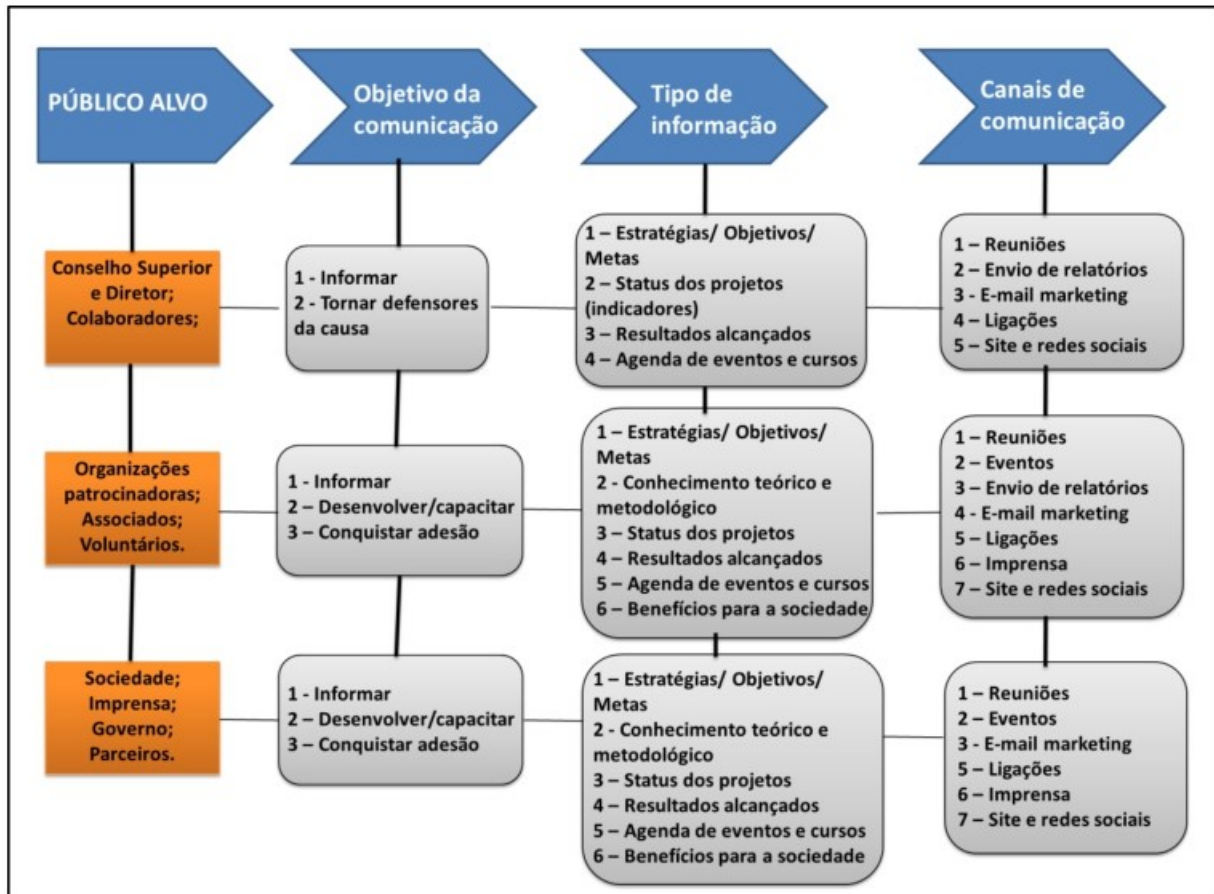 PÚBLICO ALVO
Objetivo da
comunicação
Tipo de
informação
Canais de
comunicação
Conselho Superior
e Diretor;
Colaboradores;
1 - Informar
2 - Tornar defensores
da causa
1 – Estratégias/ Objetivos/
Metas
2 – Status dos projetos
(indicadores)
3 – Resultados alcançados
4 – Agenda de eventos e cursos
1 – Reuniões
2 – Envio de relatórios
3 - E-mail marketing
4 – Ligações
5 – Site e redes sociais
Organizações
patrocinadoras;
Associados;
Voluntários.
1 - Informar
2 – Desenvolver/capacitar
3 – Conquistar adesão
1 – Estratégias/ Objetivos/
Metas
2 - Conhecimento teórico e
metodológico
3 – Status dos projetos
4 – Resultados alcançados
5 – Agenda de eventos e cursos
6 – Benefícios para a sociedade
1 – Reuniões
2 – Eventos
3 – Envio de relatórios
4 - E-mail marketing
5 – Ligações
6 – Imprensa
7 – Site e redes sociais
Sociedade;
Imprensa;
Governo;
Parceiros.
1 - Informar
2 – Desenvolver/capacitar
3 – Conquistar adesão
1 – Estratégias/ Objetivos/
Metas
2 - Conhecimento teórico e
metodológico
3 – Status dos projetos
4 – Resultados alcançados
5 – Agenda de eventos e cursos
6 – Benefícios para a sociedade
1 – Reuniões
2 – Eventos
3 - E-mail marketing
5 – Ligações
6 – Imprensa
7 – Site e redes sociais